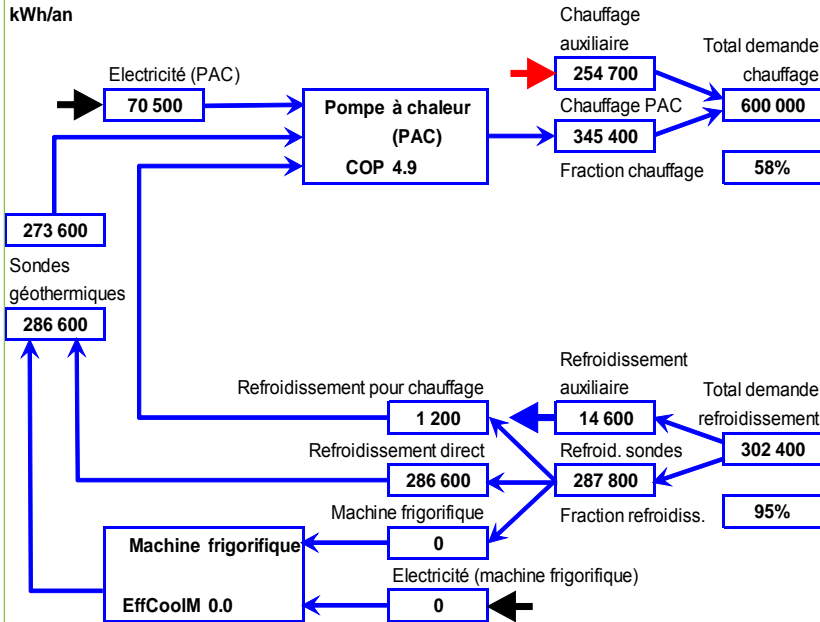 kWh/an
Chauffage
auxiliaire
254 700
Total demande
chauffage
600 000
Electricité (PAC)
70 500
Pompe à chaleur
(PAC)
COP 4.9
Chauffage PAC
345 400
Fraction chauffage
58%
273 600
Sondes
géothermiques
286 600
Refroidissement
auxiliaire
14 600
Total demande
refroidissement
302 400
Refroidissement pour chauffage
1 200
Refroidissement direct
286 600
Refroid. sondes
287 800
Fraction refroidiss.
95%
Machine frigorifique
0
Machine frigorifique
EffCoolM 0.0
Electricité (machine frigorifique)
0